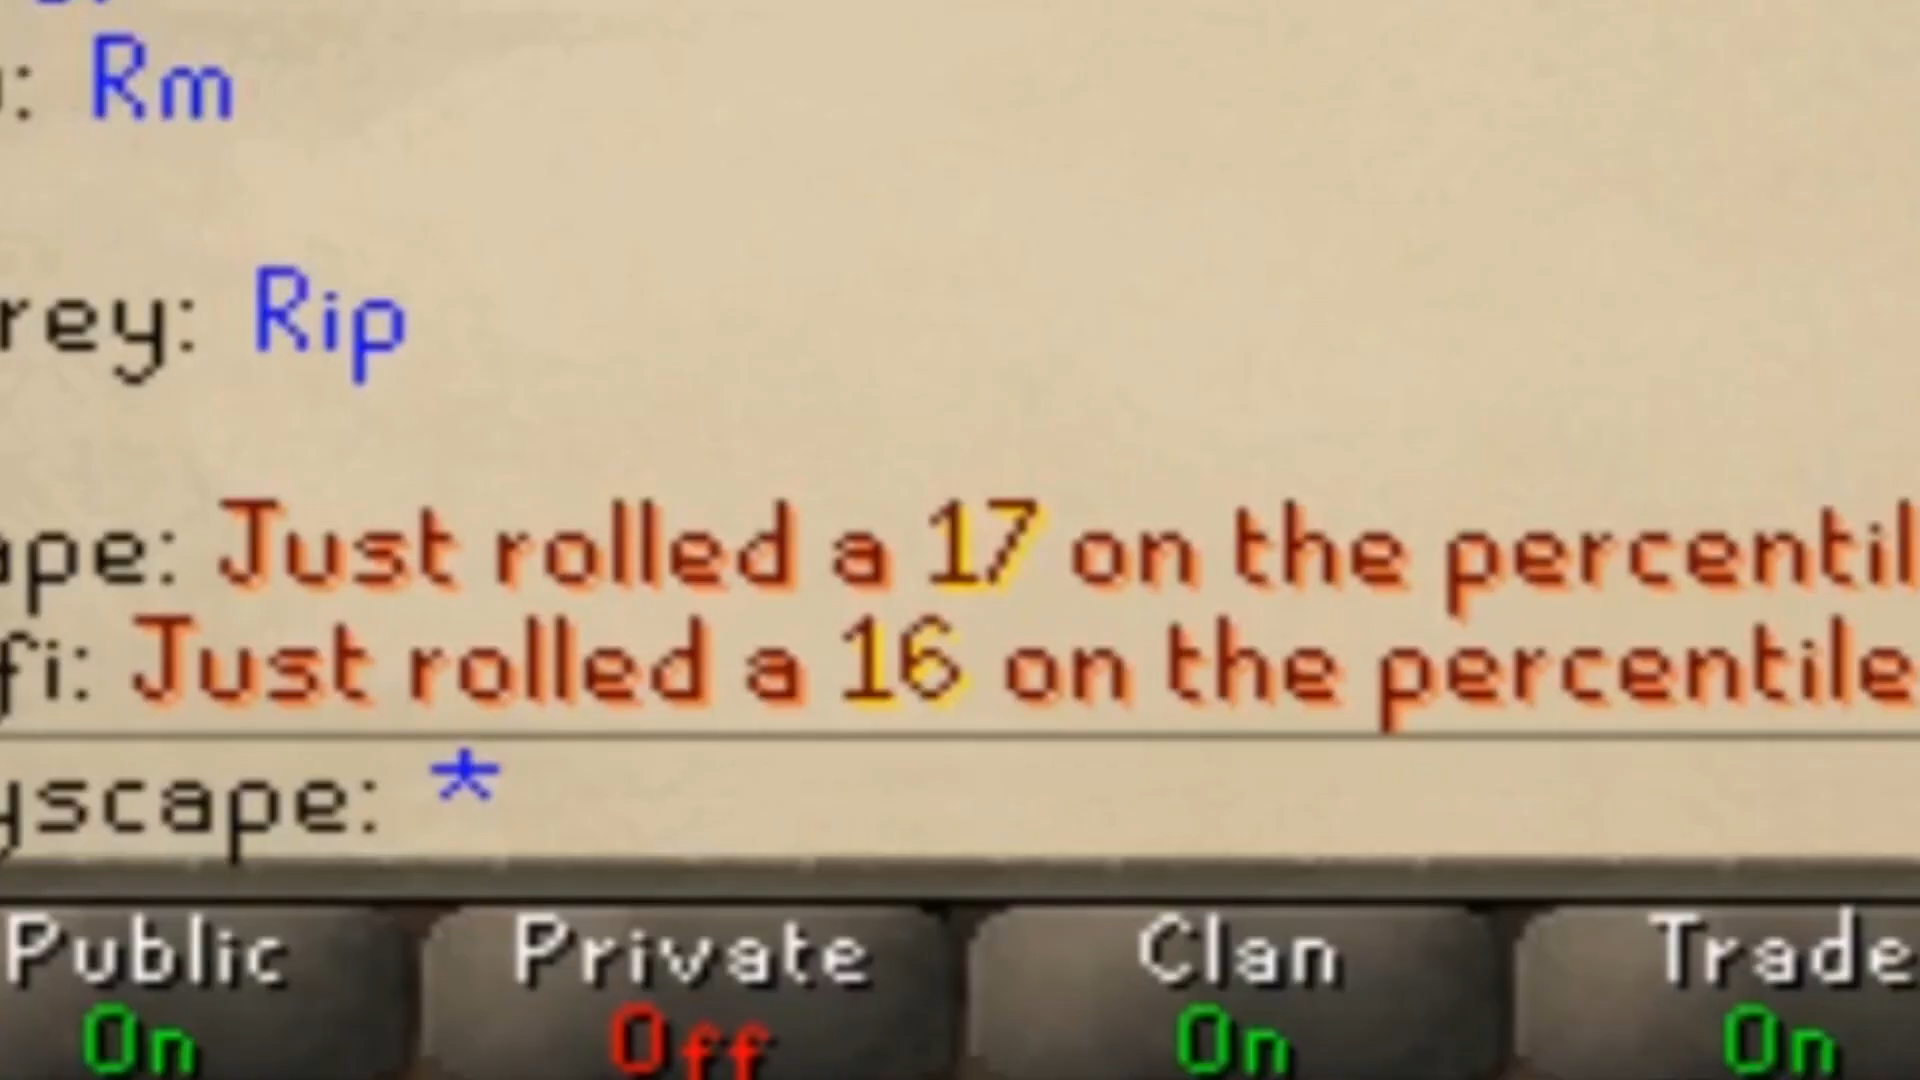 : Rm
rey: Rip
ape: Just rolled a 17 on the percentil
fi: Just rolled a 16 on the percentile
yscape: *
Public Private Clan Trade
On Off On On